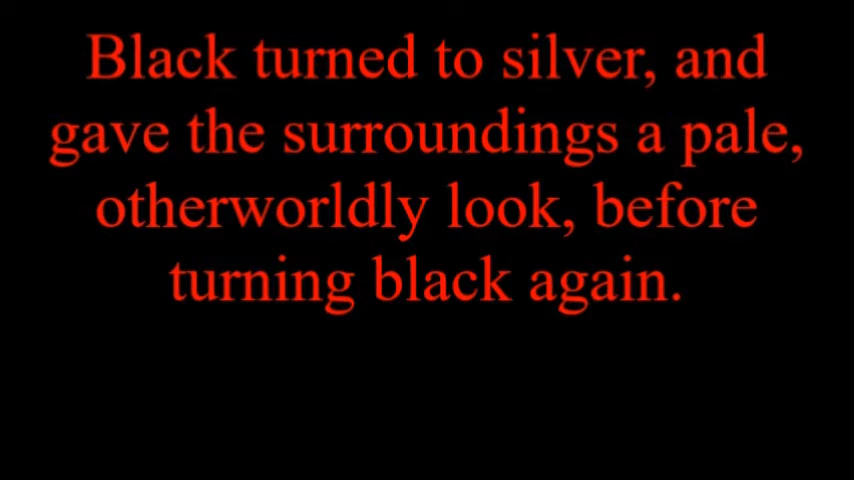 Black turned to silver, and
gave the surroundings a pale,
otherworldly look, before
turning black again.